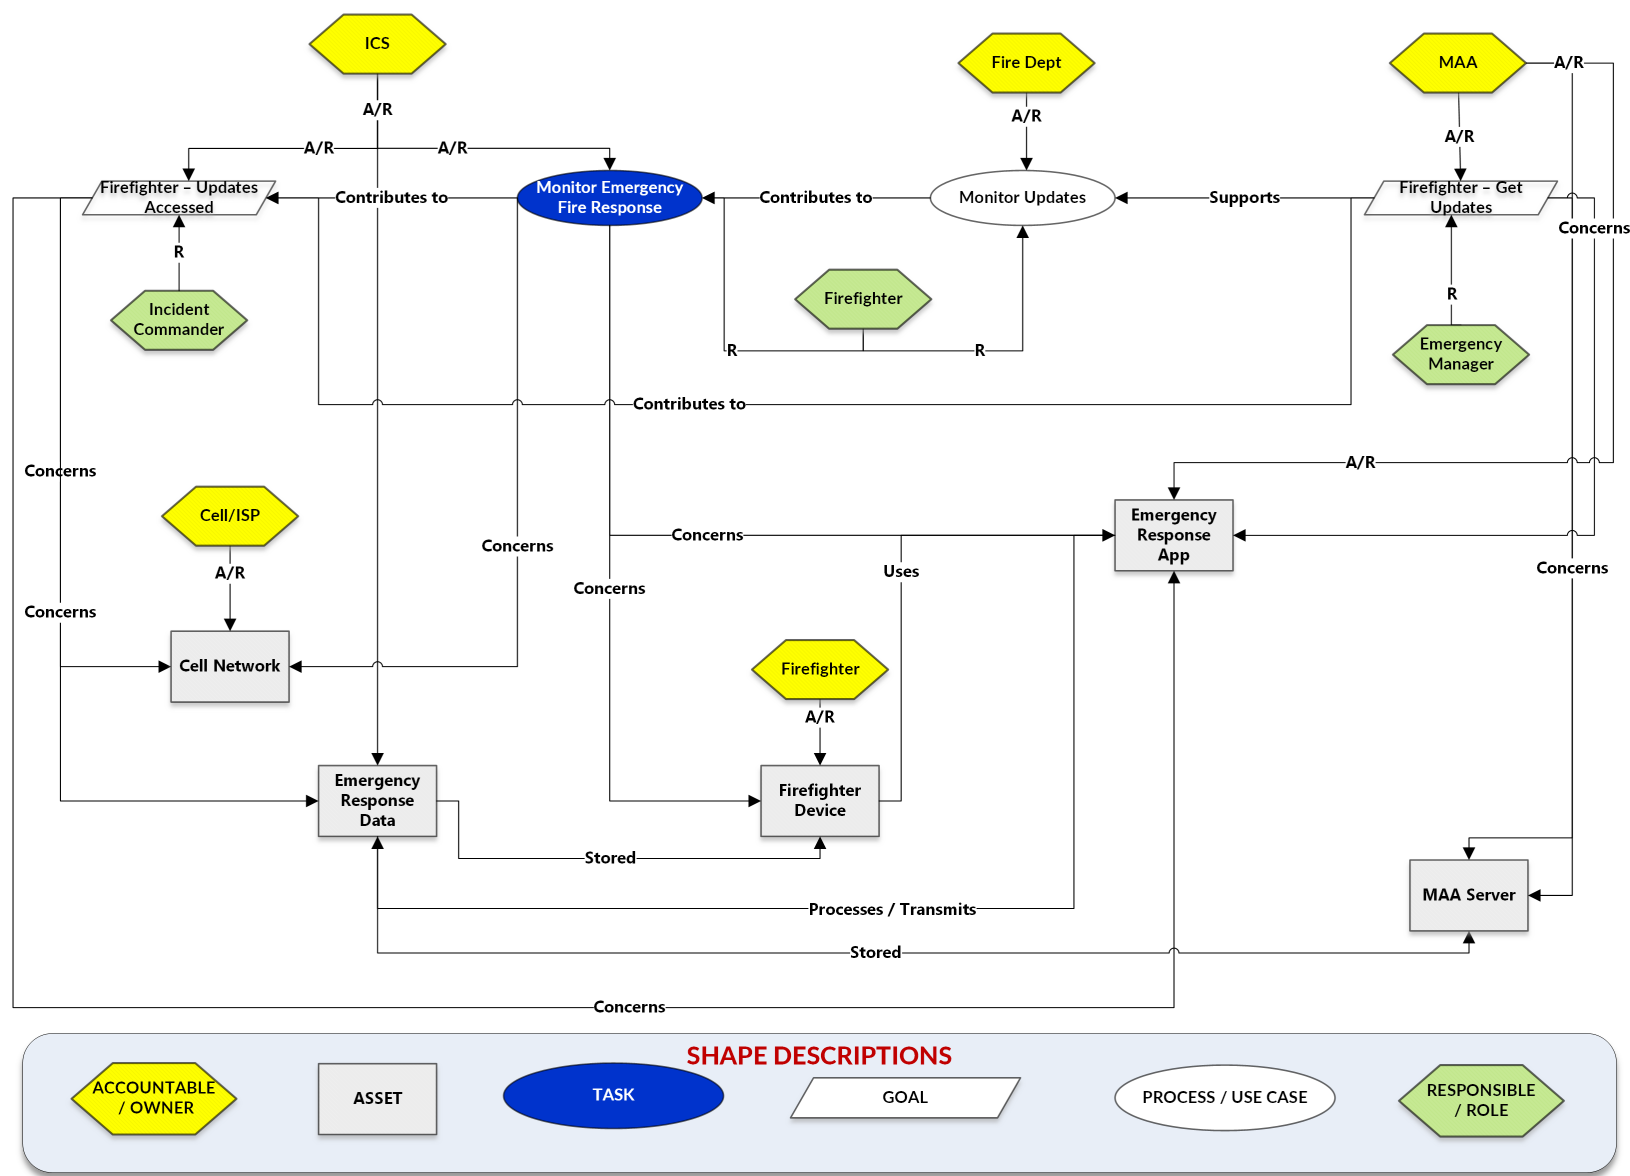 ICS
Fire Dept
MAA
A/R
A/R
A/R
A/R
A/R
A/R
Firefighter – Updates
Accessed
Contributes to
Monitor Emergency
Fire Response
Contributes to
Monitor Updates
Supports
Firefighter – Get
Updates
Concerns
R
Incident
Commander
Firefighter
R
R
R
Emergency
Manager
Contributes to
Concerns
A/R
Cell/ISP
Concerns
Concerns
Emergency
Response
App
A/R
Uses
Concerns
Concerns
Concerns
Cell Network
Firefighter
A/R
Emergency
Response
Data
Firefighter
Device
Stored
MAA Server
Processes / Transmits
Stored
Concerns
SHAPE DESCRIPTIONS
ACCOUNTABLE
/ OWNER
ASSET
TASK
GOAL
PROCESS / USE CASE
RESPONSIBLE
/ ROLE